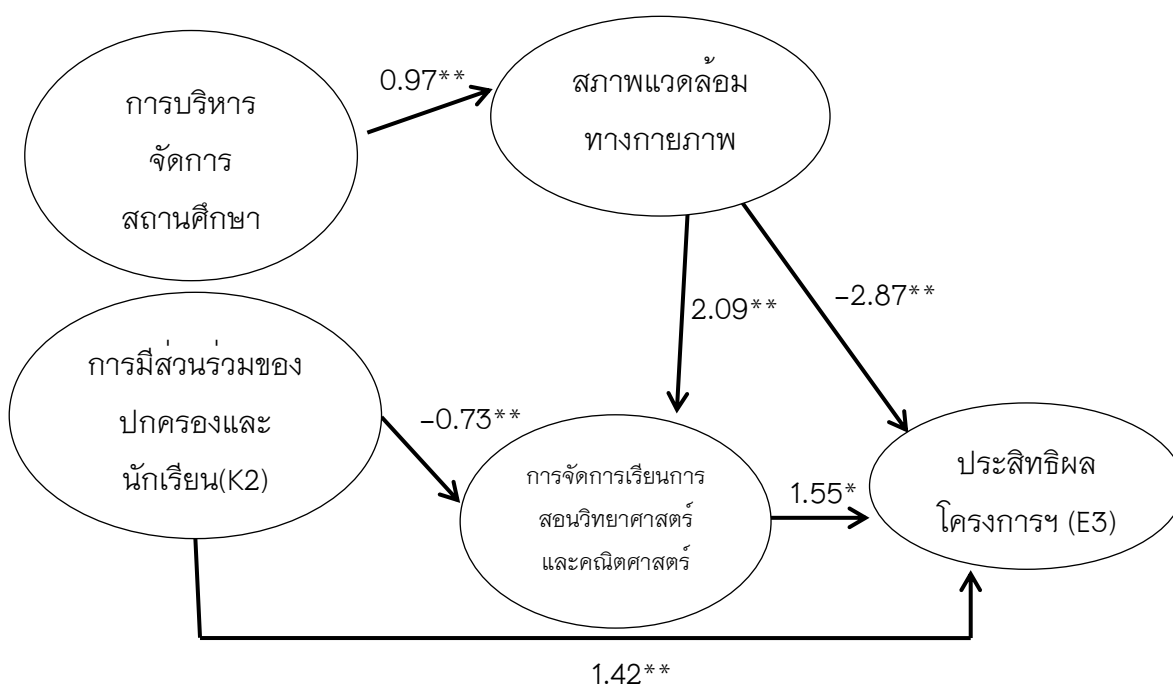 การบริหาร
จัดการ
สถานศึกษา
0.97**
สภาพแวดล้อม
ทางกายภาพ
2.09**
-2.87**
การมีส่วนร่วมของ
ปกครองและ
นักเรียน(K2)
-0.73**
การจัดการเรียนการ
สอนวิทยาศาสตร์
และคณิตศาสตร์
1.55*
ประสิทธิผล
โครงการฯ (E3)
1.42**